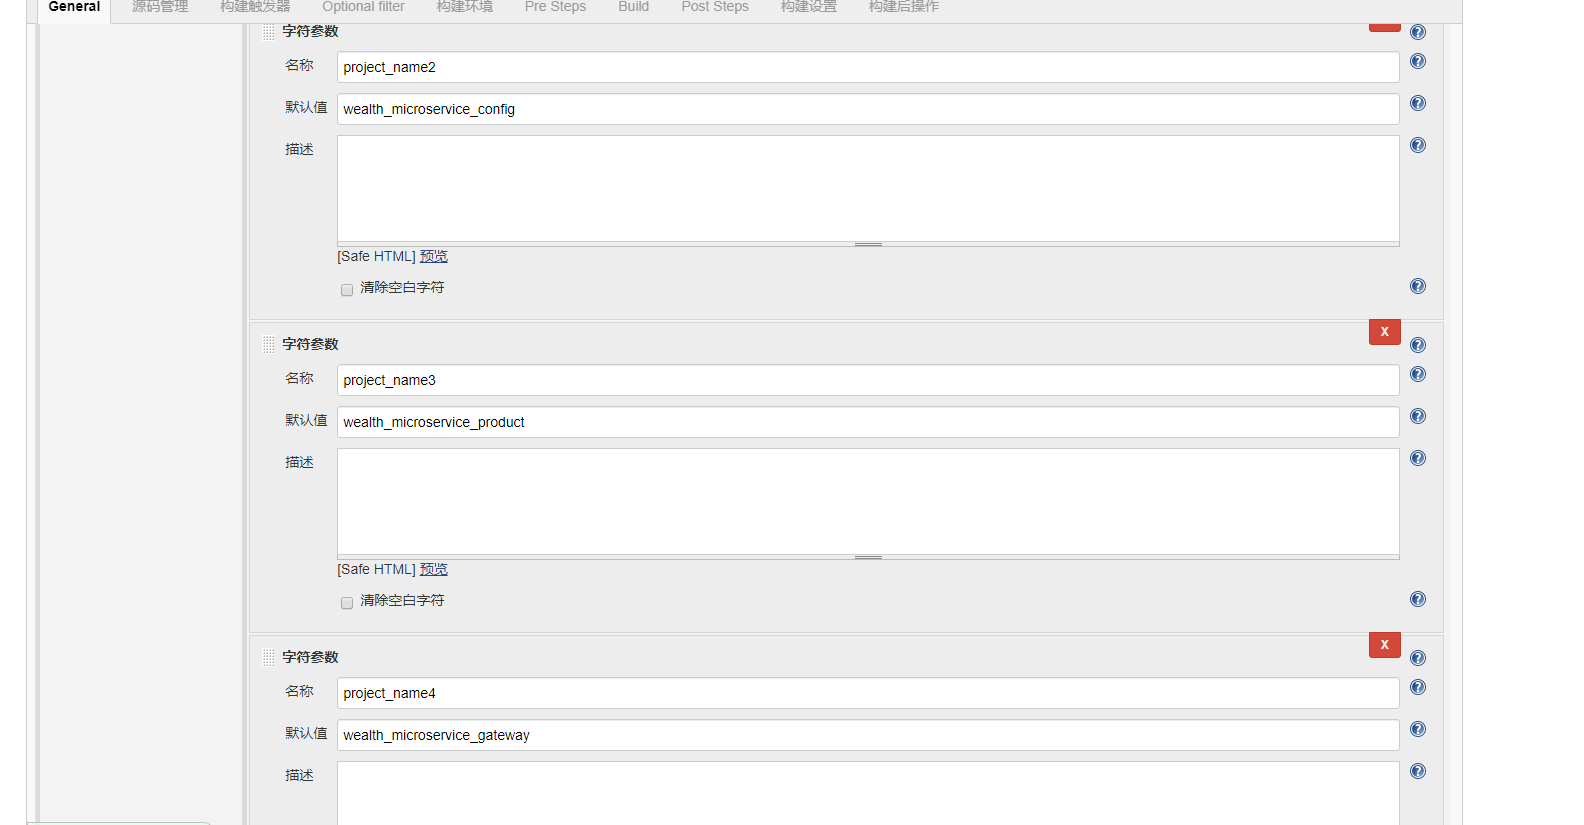 General 源码管理 构建触发器 Optional filter 构建环境 Pre Steps Build Post Steps 构建设置 构建后操作
字符参数
名称 project_name2
默认值 wealth_microservice_config
描述
[Safe HTML] 预览
清除空白字符
X
字符参数
名称 project_name3
默认值 wealth_microservice_product
描述
[Safe HTML] 预览
清除空白字符
X
字符参数
名称 project_name4
默认值 wealth_microservice_gateway
描述